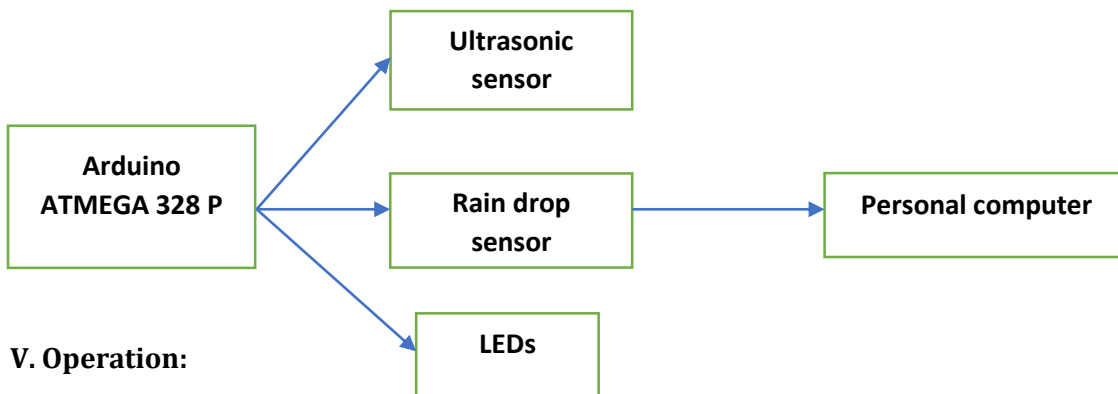 Ultrasonic
sensor
Arduino
ATMEGA 328 P
Rain drop
sensor
Personal computer
LEDs
V. Operation: